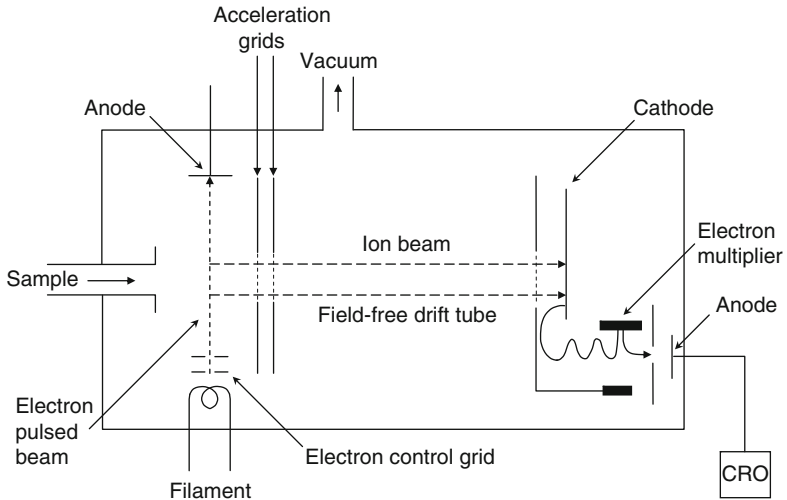 Acceleration
grids
Vacuum
Anode
Cathode
Ion beam
Electron
multiplier
Sample
Field-free drift tube
Anode
Electron
pulsed
beam
Electron control grid
Filament
CRO